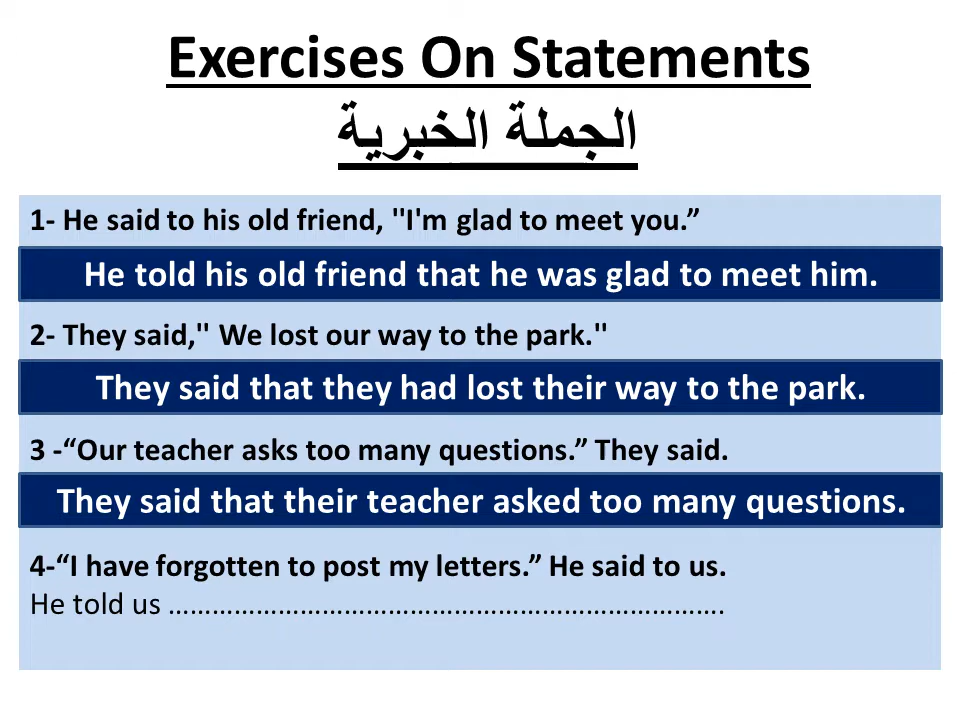 Exercises On Statements
الجملة الخبرية
1- He said to his old friend, "I'm glad to meet you.”
He told his old friend that he was glad to meet him.
2- They said," We lost our way to the park."
They said that they had lost their way to the park.
3 -“Our teacher asks too many questions.” They said.
They said that their teacher asked too many questions.
4-“I have forgotten to post my letters.” He said to us.
He told us ………………………………………………………………….